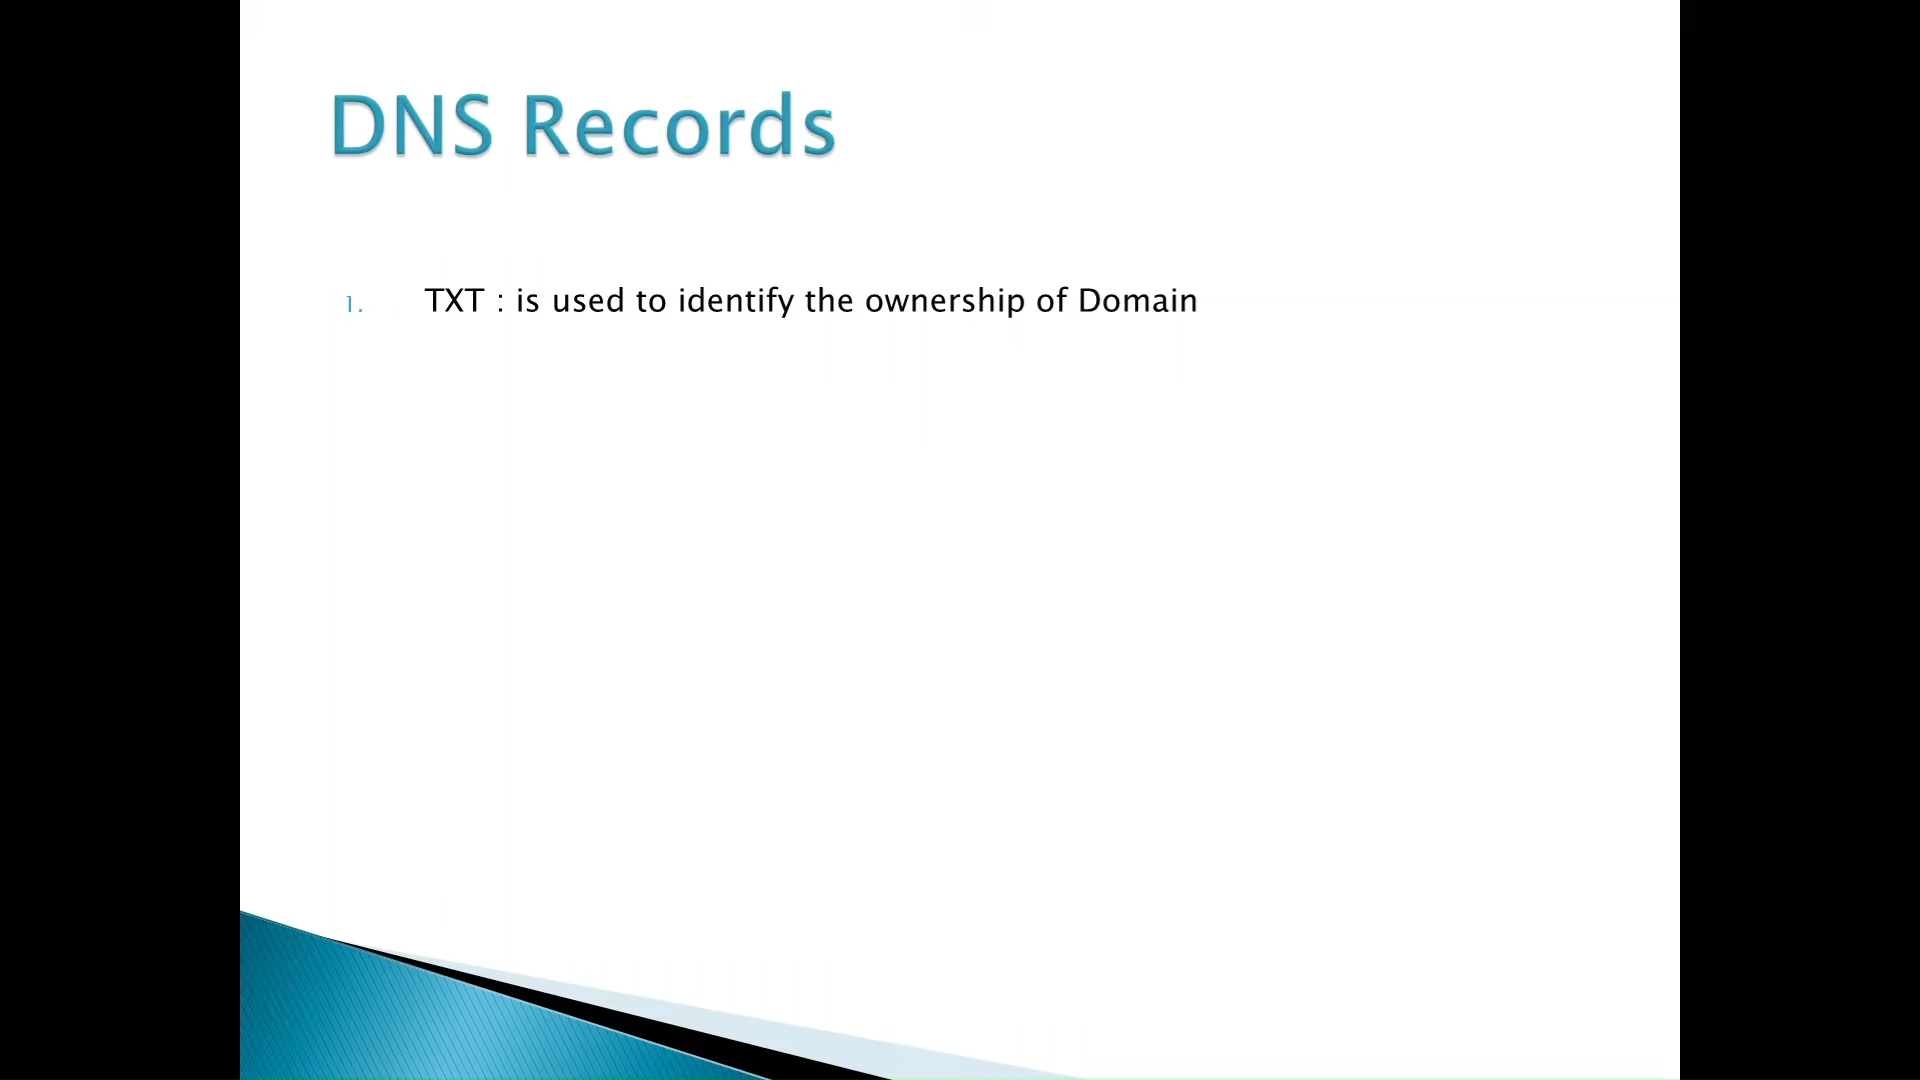 DNS Records
1. TXT : is used to identify the ownership of Domain